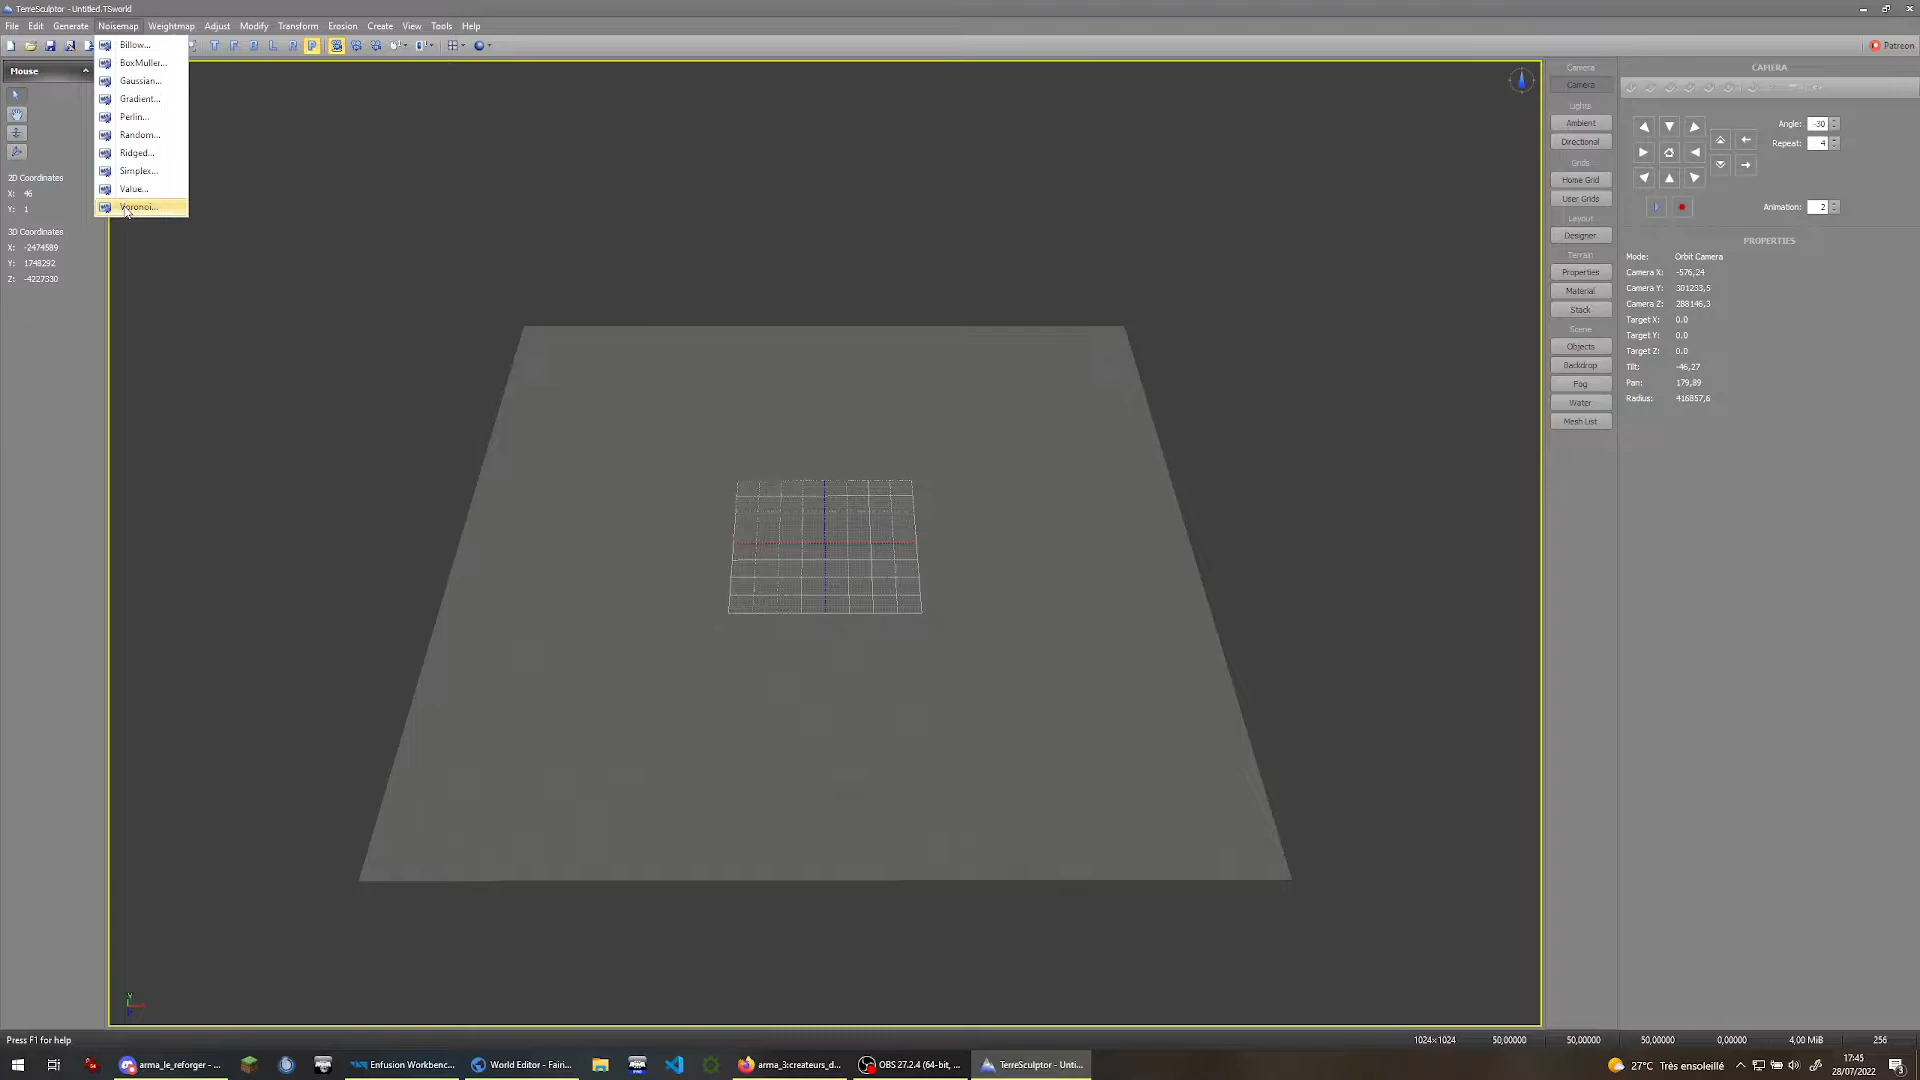 TerreSculptor - Untitled.TSworld
File Edit Generate Noisemap Weightmap Adjust Modify Transform Erosion Create View Tools Help
T F B L R P
Patreon
Mouse
Billow...
BoxMuller...
Gaussian...
Gradient...
Perlin...
Random...
Ridged...
Simplex...
Value...
Voronoi...
2D Coordinates
X: 46
Y: 1
3D Coordinates
X: -2474589
Y: 1748292
Z: -4227330
Camera
Camera
Lights
Ambient
Directional
Grids
Home Grid
User Grids
Layout
Designer
Terrain
Properties
Material
Stack
Scene
Objects
Backdrop
Fog
Water
Mesh List
CAMERA
Angle: -30
Repeat: 4
Animation: 2
PROPERTIES
Mode: Orbit Camera
Camera X: -576,24
Camera Y: 301233,5
Camera Z: 288146,3
Target X: 0.0
Target Y: 0.0
Target Z: 0.0
Tilt: -46,27
Pan: 179,89
Radius: 416857,6
Press F1 for help
1024×1024 50,00000 50,00000 50,00000 0,00000 4,00 MiB 256
arma_le_reforger - ...
Enfusion Workbenc...
World Editor - Fairi...
arma_3:createurs_d...
OBS 27.2.4 (64-bit, ...
TerreSculptor - Unti...
27°C Très ensoleillé
17:45
28/07/2022
3